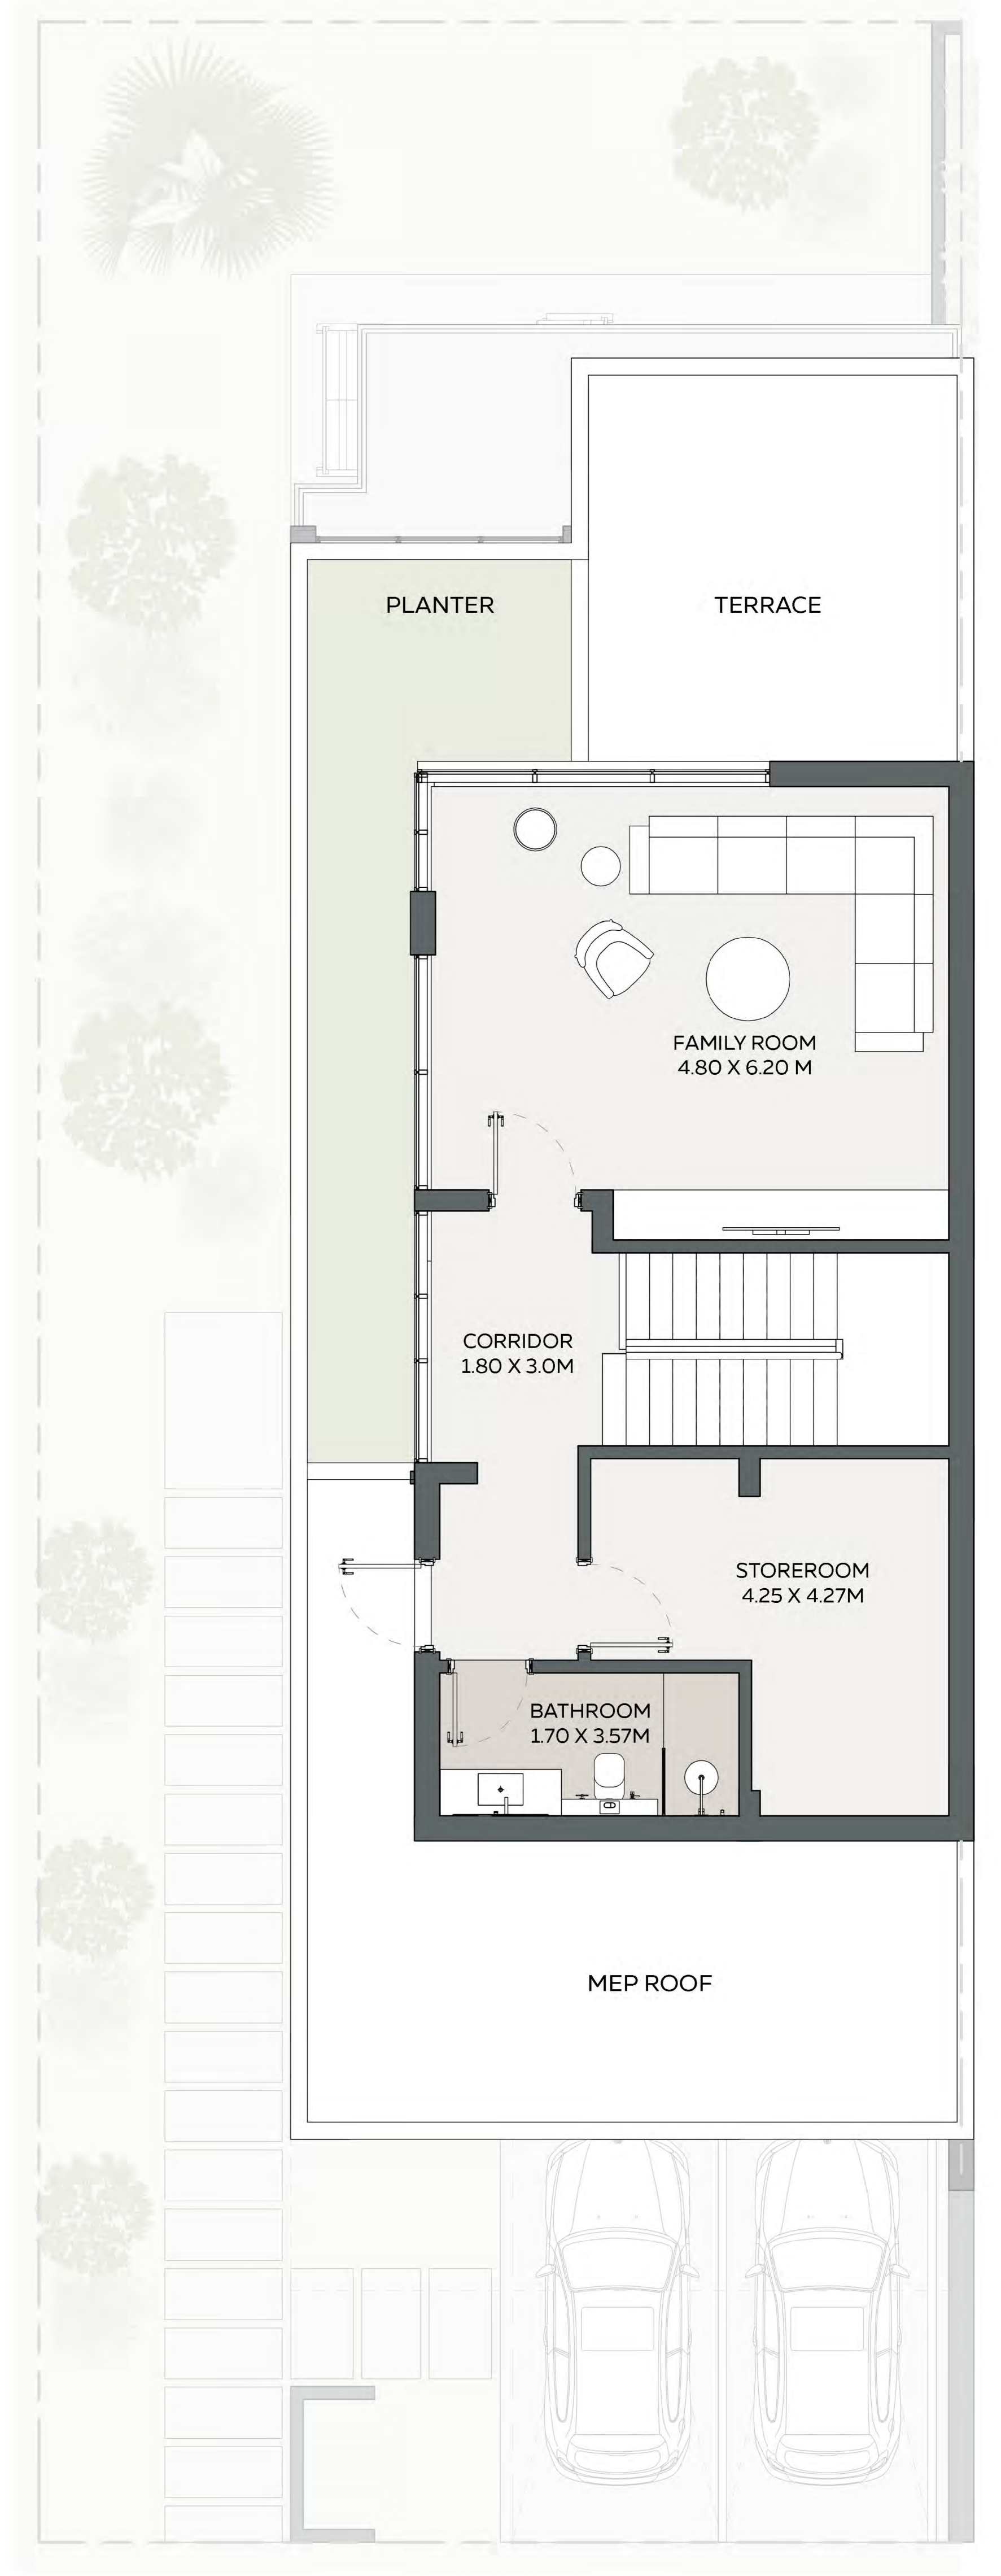 PLANTER
TERRACE
FAMILY ROOM
4.80 X 6.20 M
CORRIDOR
1.80 X 3.0M
STOREROOM
4.25 X 4.27M
BATHROOM
1.70 X 3.57M
MEP ROOF